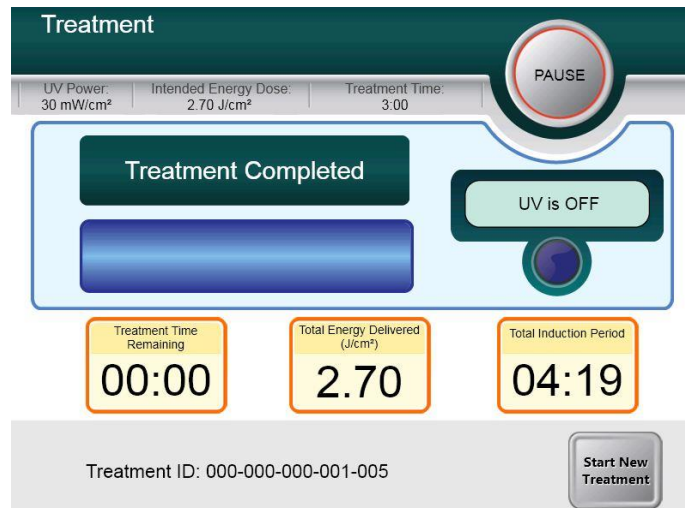 Treatment
PAUSE
UV Power:
30 mW/cm²
Intended Energy Dose:
2.70 J/cm²
Treatment Time:
3:00
Treatment Completed
UV is OFF
Treatment Time
Remaining
00:00
Total Energy Delivered
(J/cm²)
2.70
Total Induction Period
04:19
Treatment ID: 000-000-000-001-005
Start New
Treatment